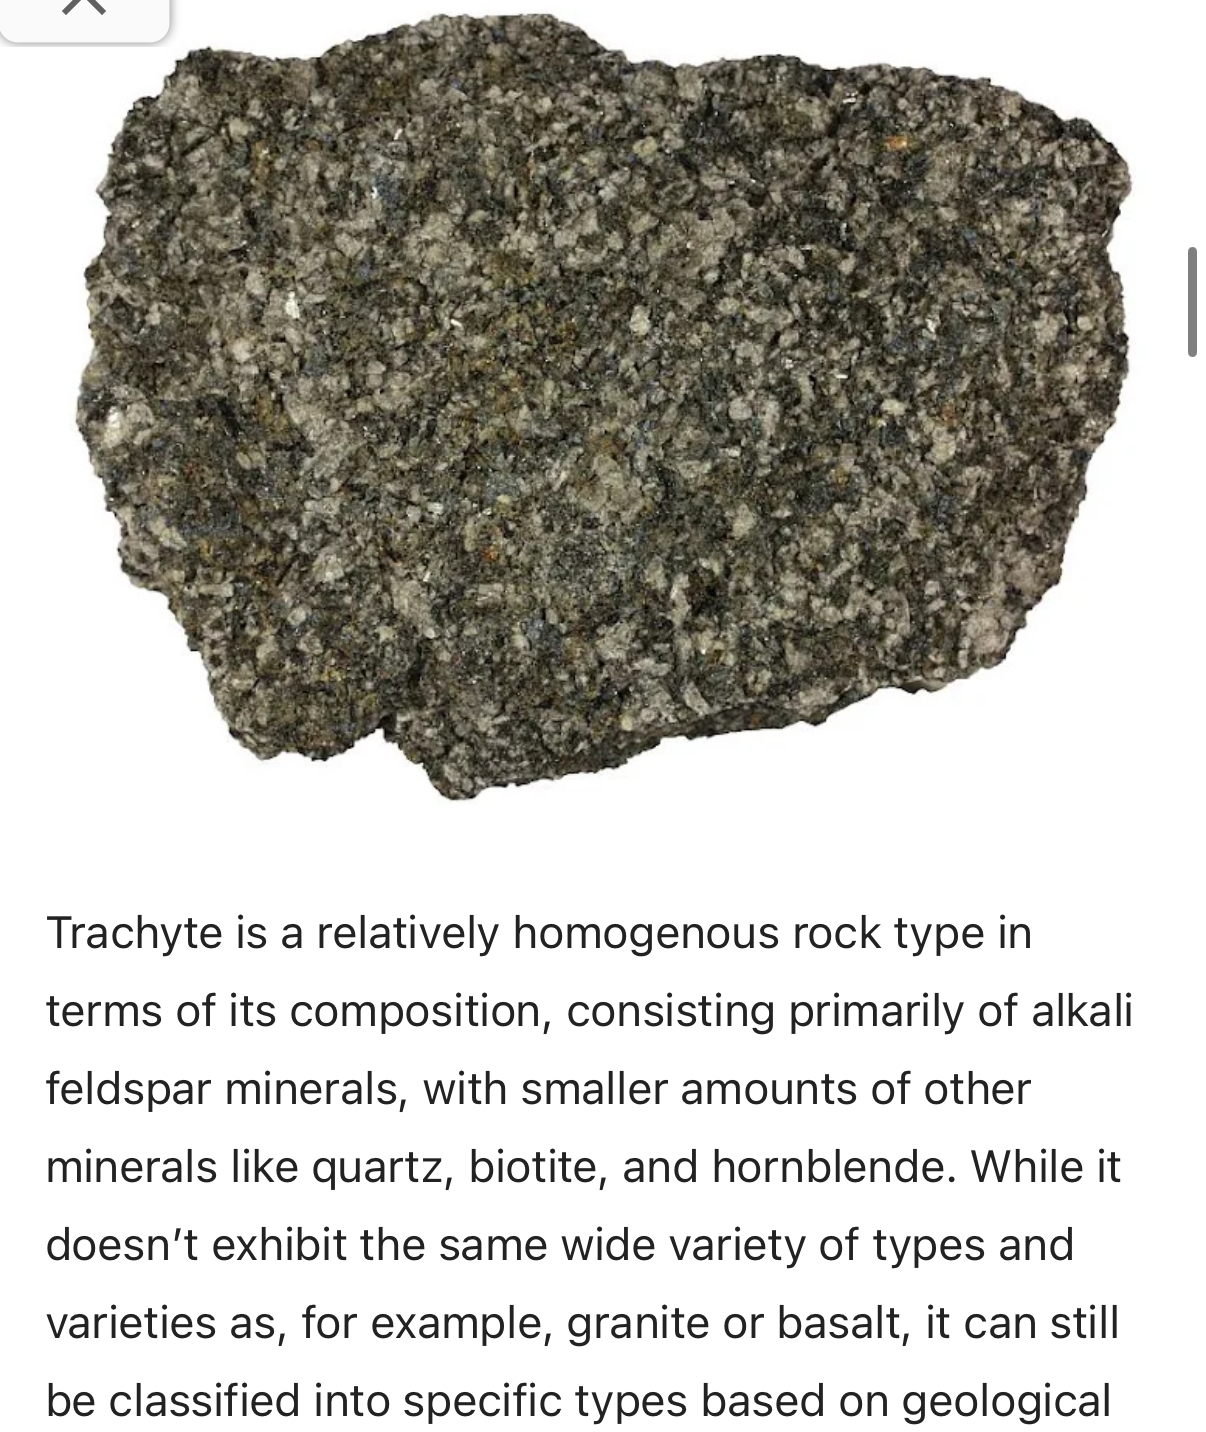 Trachyte is a relatively homogenous rock type in
terms of its composition, consisting primarily of alkali
feldspar minerals, with smaller amounts of other
minerals like quartz, biotite, and hornblende. While it
doesn’t exhibit the same wide variety of types and
varieties as, for example, granite or basalt, it can still
be classified into specific types based on geological